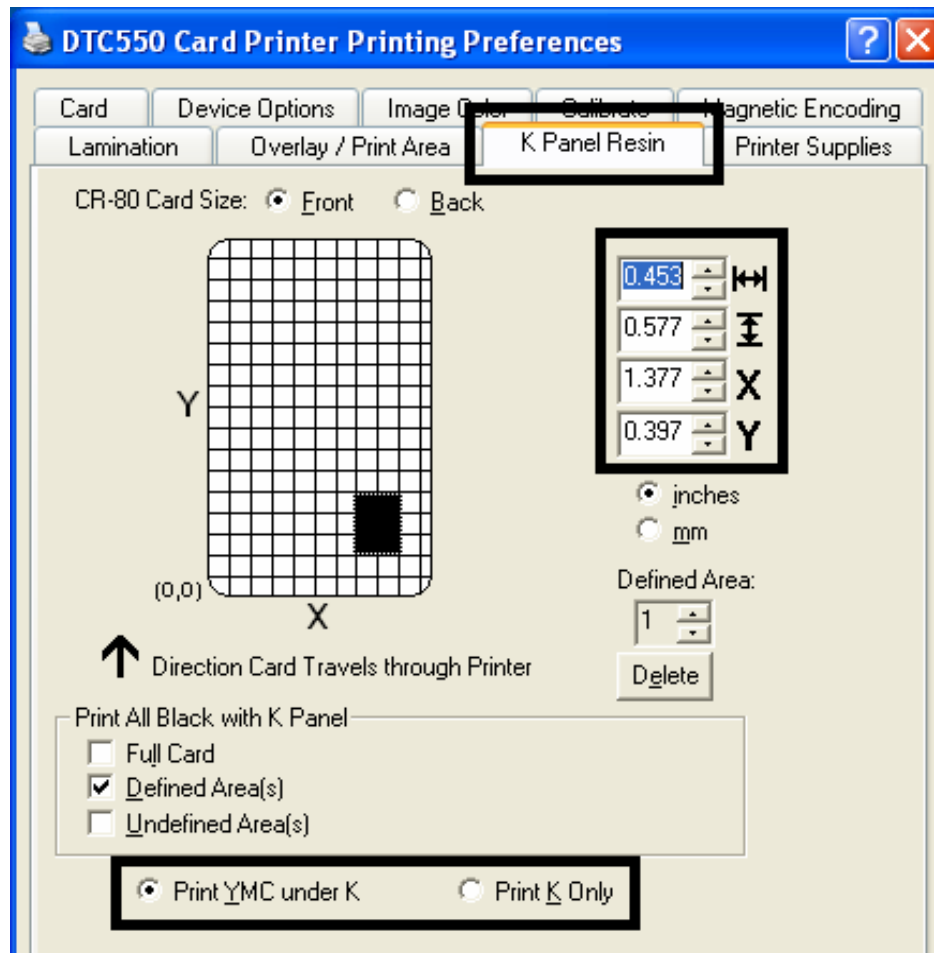 DTC550 Card Printer Printing Preferences
Card Device Options Image Color Calibrate Magnetic Encoding
Lamination Overlay / Print Area K Panel Resin Printer Supplies
CR-80 Card Size: Front Back
0.453
0.577
1.377 X
0.397 Y
Y
inches
mm
(0,0)
X
Defined Area:
1
Direction Card Travels through Printer
Delete
Print All Black with K Panel
Full Card
Defined Area(s)
Undefined Area(s)
Print YMC under K Print K Only